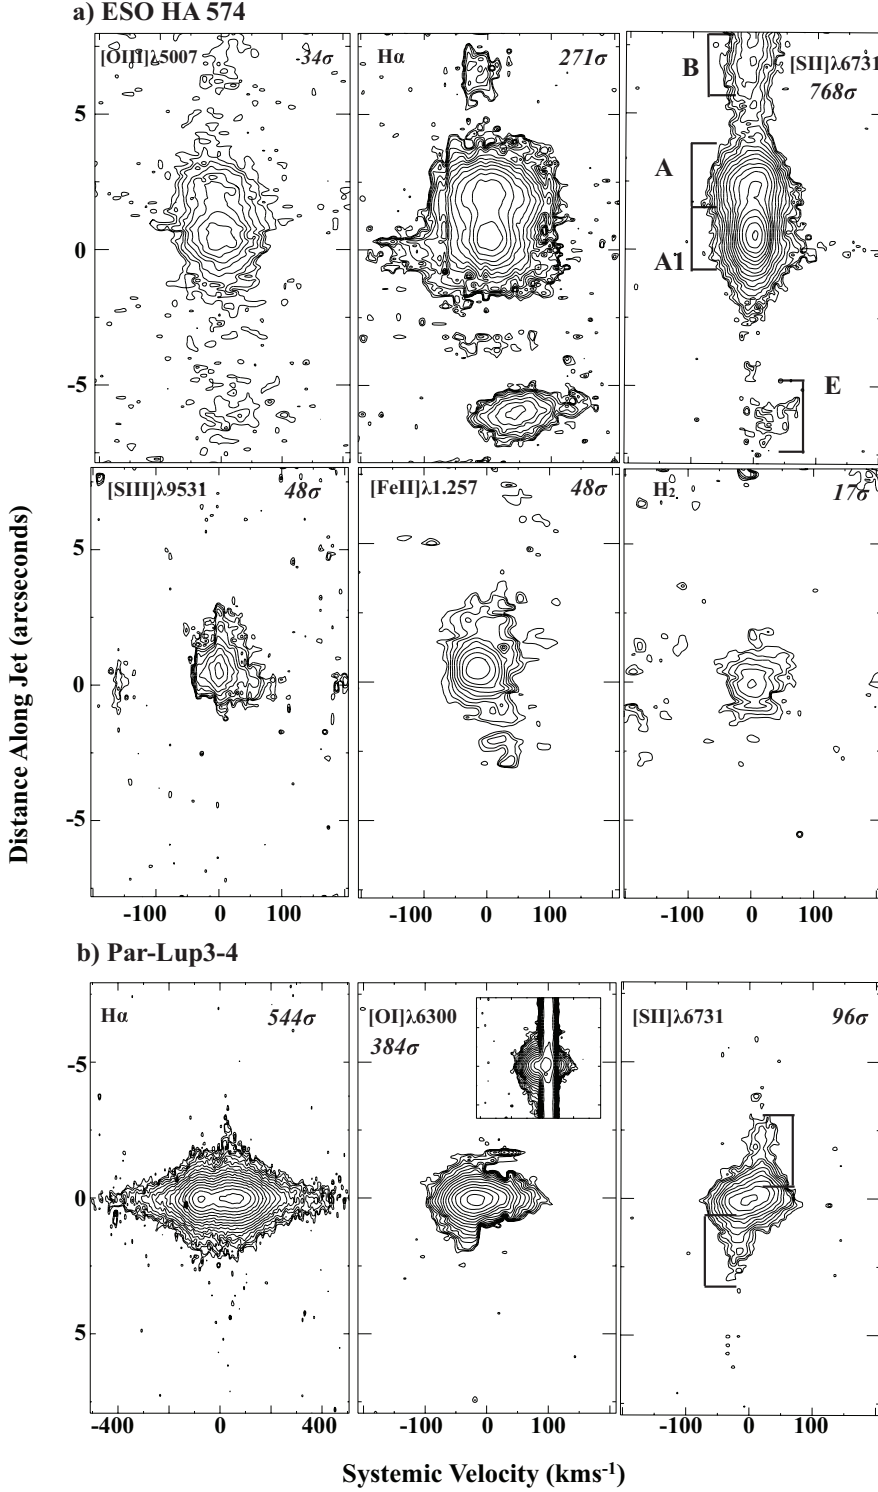 a) ESO HA 574
[OIII]λ5007 34σ
Hα 271σ
[SII]λ6731
768σ
B
A
A1
E
5
0
-5
[SIII]λ9531 48σ
[FeII]λ1.257 48σ
H2 17σ
5
0
-5
-100 0 100
-100 0 100
-100 0 100
Distance Along Jet (arcseconds)
b) Par-Lup3-4
Hα 544σ
[OI]λ6300
384σ
[SII]λ6731 96σ
-5
0
5
-400 -200 0 200 400
-100 0 100
-100 0 100
Systemic Velocity (kms-1)